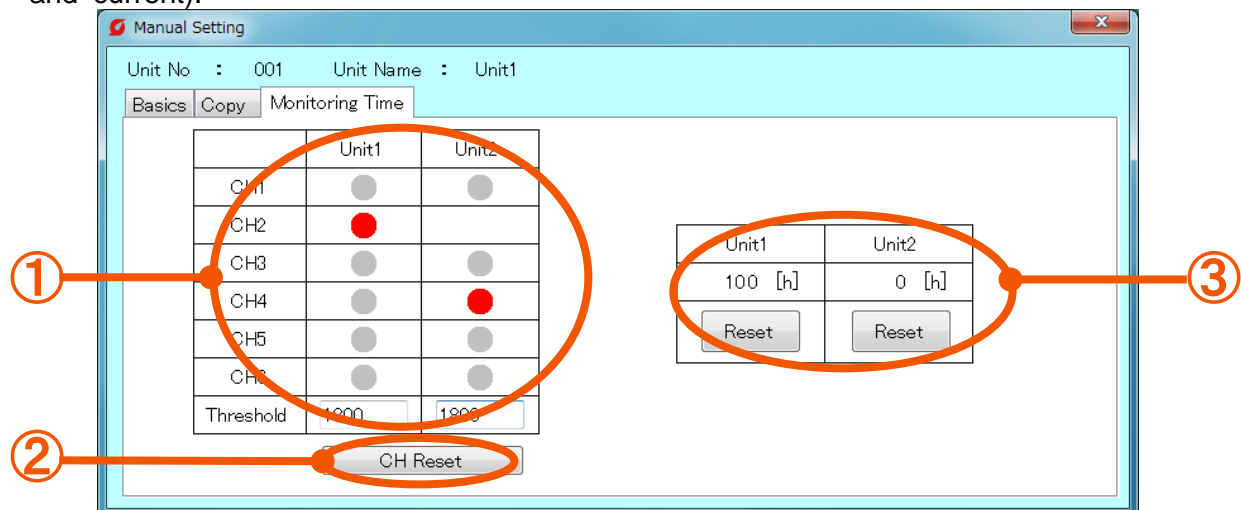 and current).
Manual Setting
Unit No : 001 Unit Name : Unit1
Basics Copy Monitoring Time
Unit1 Unit2
CH1
CH2
CH3
CH4
CH5
CH6
Threshold 1800 1800
CH Reset
Unit1 Unit2
100 [h] 0 [h]
Reset Reset
①
②
③